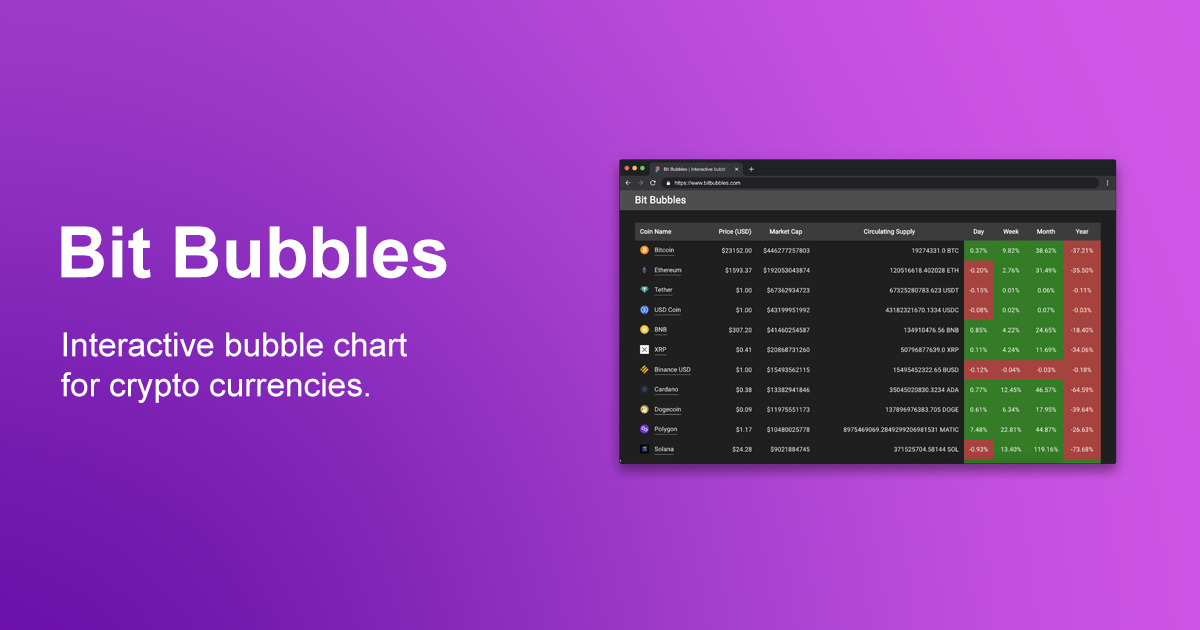 Bit Bubbles
Interactive bubble chart
for crypto currencies.
Bit Bubbles | Interactive bubbl
https://www.bitbubbles.com
Bit Bubbles
Coin Name Price (USD) Market Cap Circulating Supply Day Week Month Year
Bitcoin $23152.00 $446277257803 19274331.0 BTC 0.37% 9.82% 38.62% -37.21%
Ethereum $1593.37 $192053043874 120516618.402028 ETH -0.20% 2.76% 31.49% -35.50%
Tether $1.00 $67362934723 67325280783.623 USDT -0.15% 0.01% 0.06% -0.11%
USD Coin $1.00 $43199951992 43182321670.1334 USDC -0.08% 0.02% 0.07% -0.03%
BNB $307.20 $41460254587 134910476.56 BNB 0.85% 4.22% 24.65% -18.40%
XRP $0.41 $20868731260 50796877639.0 XRP 0.11% 4.24% 11.69% -34.06%
Binance USD $1.00 $15493562115 15495452322.65 BUSD -0.12% -0.04% -0.03% -0.18%
Cardano $0.38 $13382941846 35045020830.3234 ADA 0.77% 12.45% 46.57% -64.59%
Dogecoin $0.09 $11975551173 137896976383.705 DOGE 0.61% 6.34% 17.95% -39.64%
Polygon $1.17 $10480025778 8975469069.2849299206981531 MATIC 7.48% 22.81% 44.87% -26.63%
Solana $24.28 $9021884745 371525704.58144 SOL -0.93% 13.40% 119.16% -73.68%